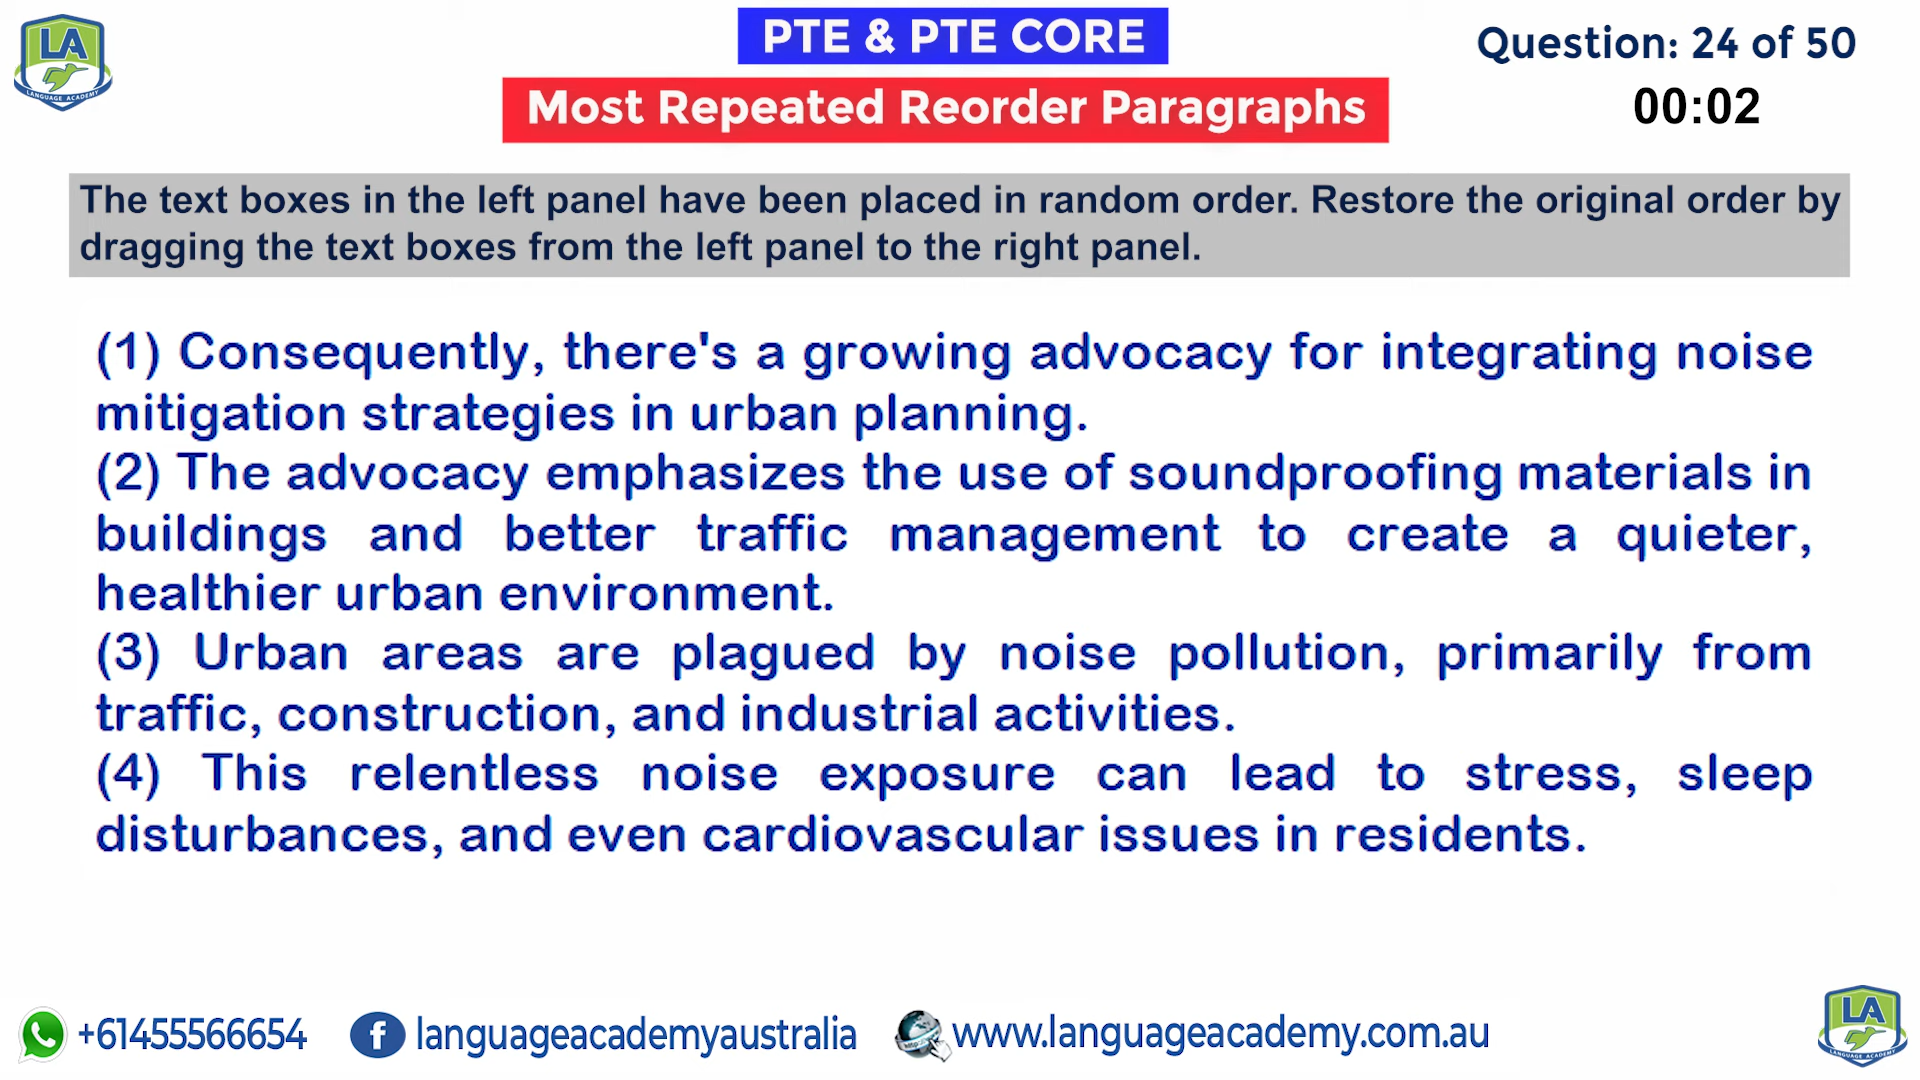 LA
LANGUAGE ACADEMY
PTE & PTE CORE
Most Repeated Reorder Paragraphs
Question: 24 of 50
00:02
The text boxes in the left panel have been placed in random order. Restore the original order by
dragging the text boxes from the left panel to the right panel.
(1) Consequently, there's a growing advocacy for integrating noise
mitigation strategies in urban planning.
(2) The advocacy emphasizes the use of soundproofing materials in
buildings and better traffic management to create a quieter,
healthier urban environment.
(3) Urban areas are plagued by noise pollution, primarily from
traffic, construction, and industrial activities.
(4) This relentless noise exposure can lead to stress, sleep
disturbances, and even cardiovascular issues in residents.
+61455566654
f languageacademyaustralia
www.languageacademy.com.au
LA
LANGUAGE ACADEMY